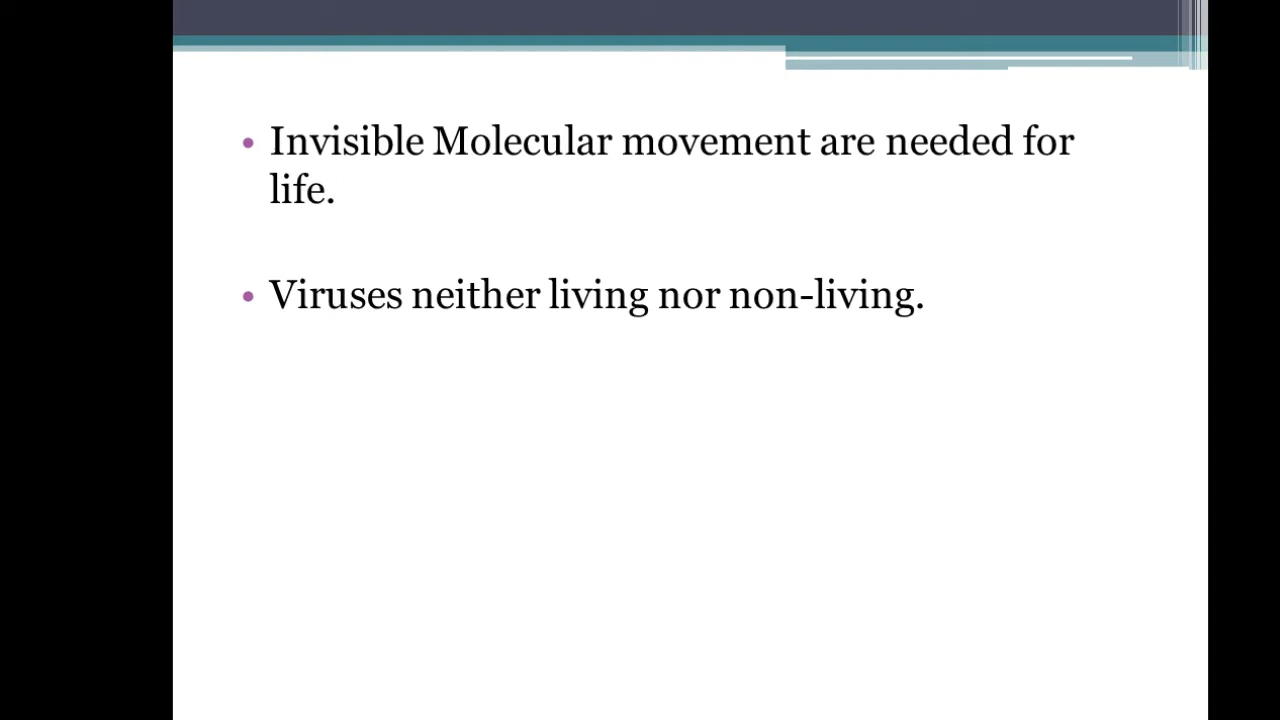 • Invisible Molecular movement are needed for
life.
• Viruses neither living nor non-living.